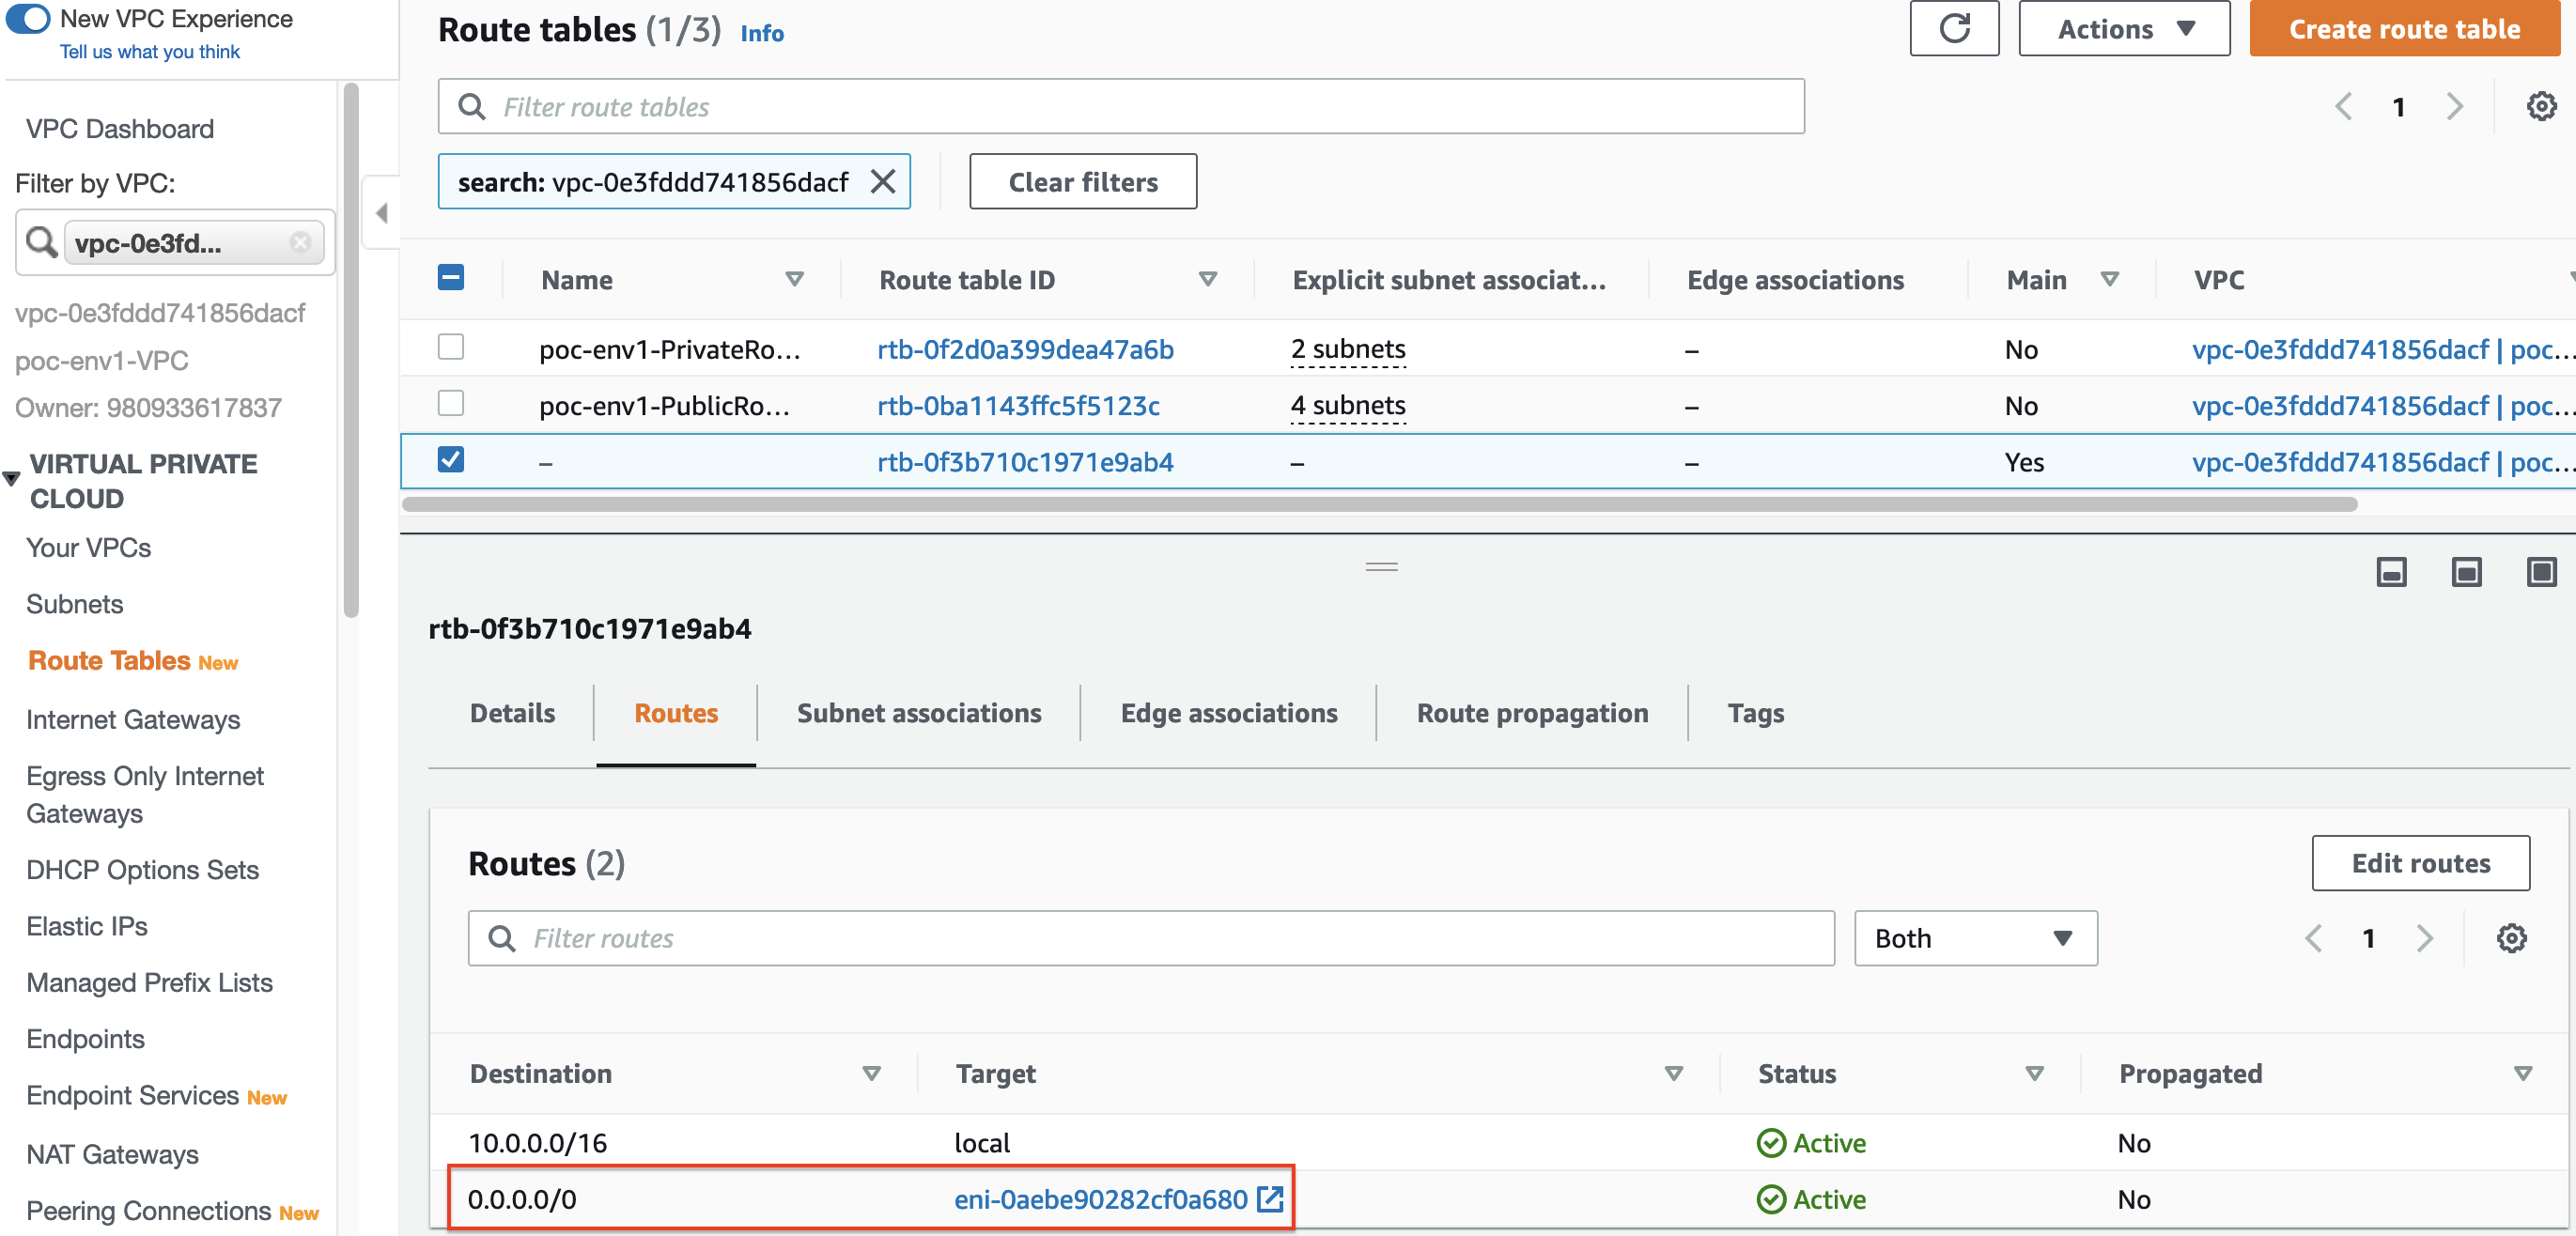 New VPC Experience
Tell us what you think
VPC Dashboard
Filter by VPC:
vpc-0e3fd...
vpc-0e3fddd741856dacf
poc-env1-VPC
Owner: 980933617837
VIRTUAL PRIVATE
CLOUD
Your VPCs
Subnets
Route Tables New
Internet Gateways
Egress Only Internet
Gateways
DHCP Options Sets
Elastic IPs
Managed Prefix Lists
Endpoints
Endpoint Services New
NAT Gateways
Peering Connections New
Route tables (1/3) Info
Actions
Create route table
Filter route tables
1
search: vpc-0e3fddd741856dacf
Clear filters
Name Route table ID Explicit subnet associat... Edge associations Main VPC
poc-env1-PrivateRo... rtb-0f2d0a399dea47a6b 2 subnets – No vpc-0e3fddd741856dacf | poc...
poc-env1-PublicRo... rtb-0ba1143ffc5f5123c 4 subnets – No vpc-0e3fddd741856dacf | poc...
– rtb-0f3b710c1971e9ab4 – – Yes vpc-0e3fddd741856dacf | poc...
rtb-0f3b710c1971e9ab4
Details Routes Subnet associations Edge associations Route propagation Tags
Routes (2)
Edit routes
Filter routes
Both
1
Destination Target Status Propagated
10.0.0.0/16 local Active No
0.0.0.0/0 eni-0aebe90282cf0a680 Active No